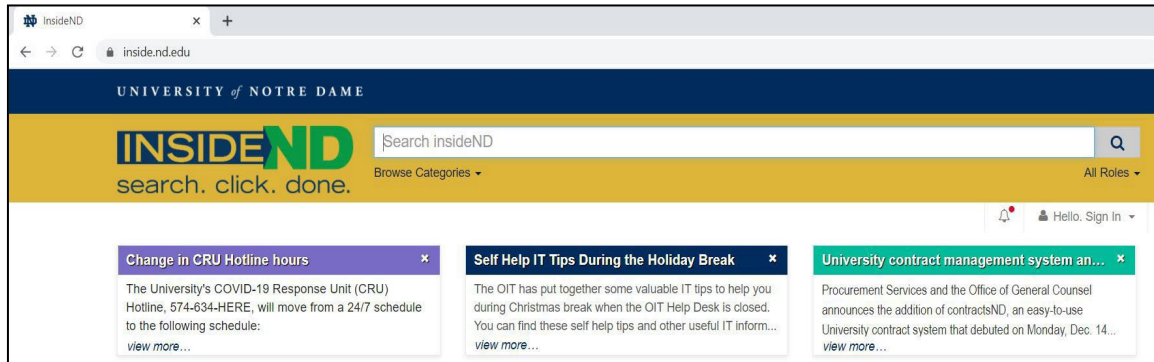 InsideND
inside.nd.edu
UNIVERSITY of NOTRE DAME
INSIDEND
search. click. done.
Search insideND
Browse Categories
All Roles
Hello. Sign In
Change in CRU Hotline hours
The University's COVID-19 Response Unit (CRU)
Hotline, 574-634-HERE, will move from a 24/7 schedule
to the following schedule:
view more...
Self Help IT Tips During the Holiday Break
The OIT has put together some valuable IT tips to help you
during Christmas break when the OIT Help Desk is closed.
You can find these self help tips and other useful IT inform...
view more...
University contract management system an...
Procurement Services and the Office of General Counsel
announces the addition of contractsND, an easy-to-use
University contract system that debuted on Monday, Dec. 14...
view more...